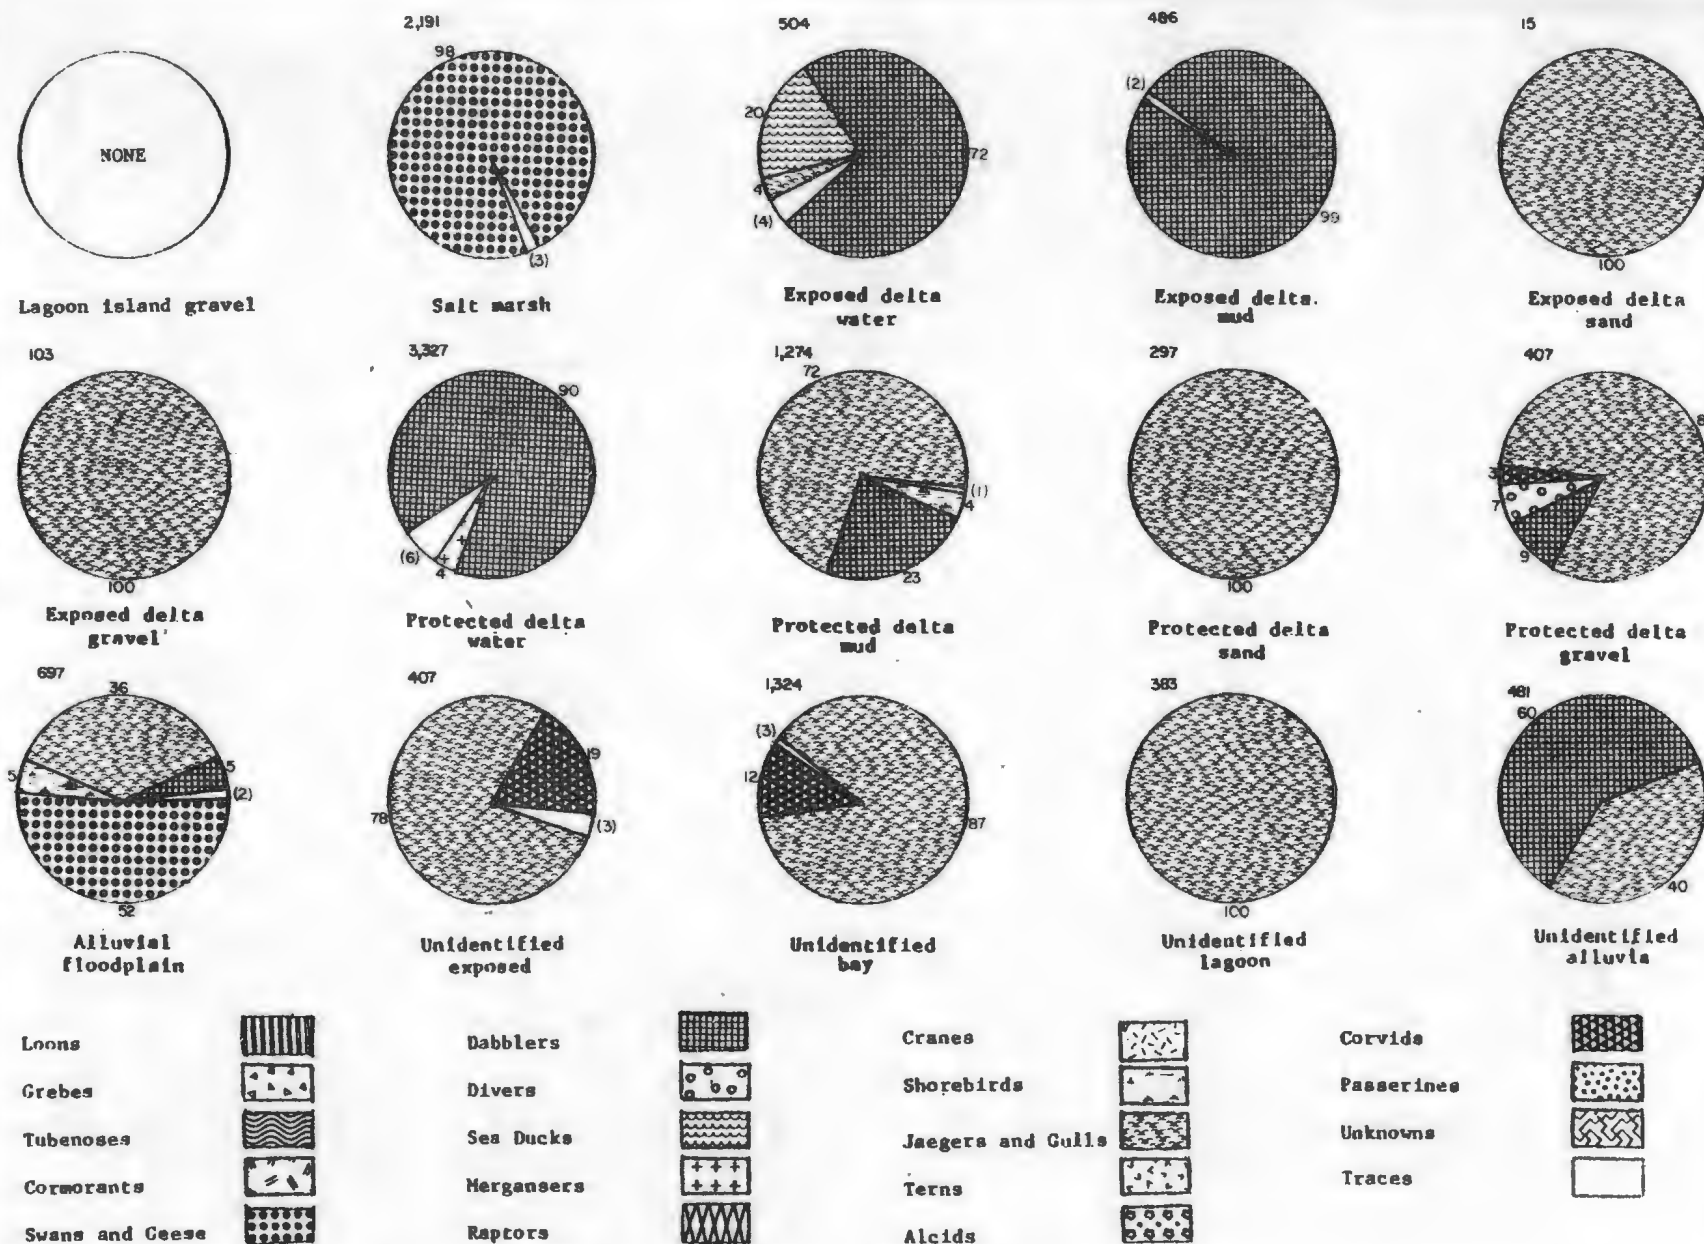 2,191
504
486
15
98
NONE
20
72
4
(4)
(2)
99
(3)
100
Lagoon island gravel
Salt marsh
Exposed delta
water
Exposed delta.
mud
Exposed delta
sand
103
3,327
1,274
297
407
72
90
8
(1)
4
3
7
(6)
4
23
9
100
100
Exposed delta
gravel
Protected delta
water
Protected delta
mud
Protected delta
sand
Protected delta
gravel
697
407
1,324
383
481
36
60
19
(3)
12
5
5
(2)
78
(3)
87
40
52
100
Alluvial
floodplain
Unidentified
exposed
Unidentified
bay
Unidentified
lagoon
Unidentified
alluvia
Loons
Dabblers
Cranes
Corvids
Grebes
Divers
Shorebirds
Passerines
Tubenoses
Sea Ducks
Jaegers and Gulls
Unknowns
Cormorants
Mergansers
Terns
Traces
Swans and Geese
Raptors
Alcids